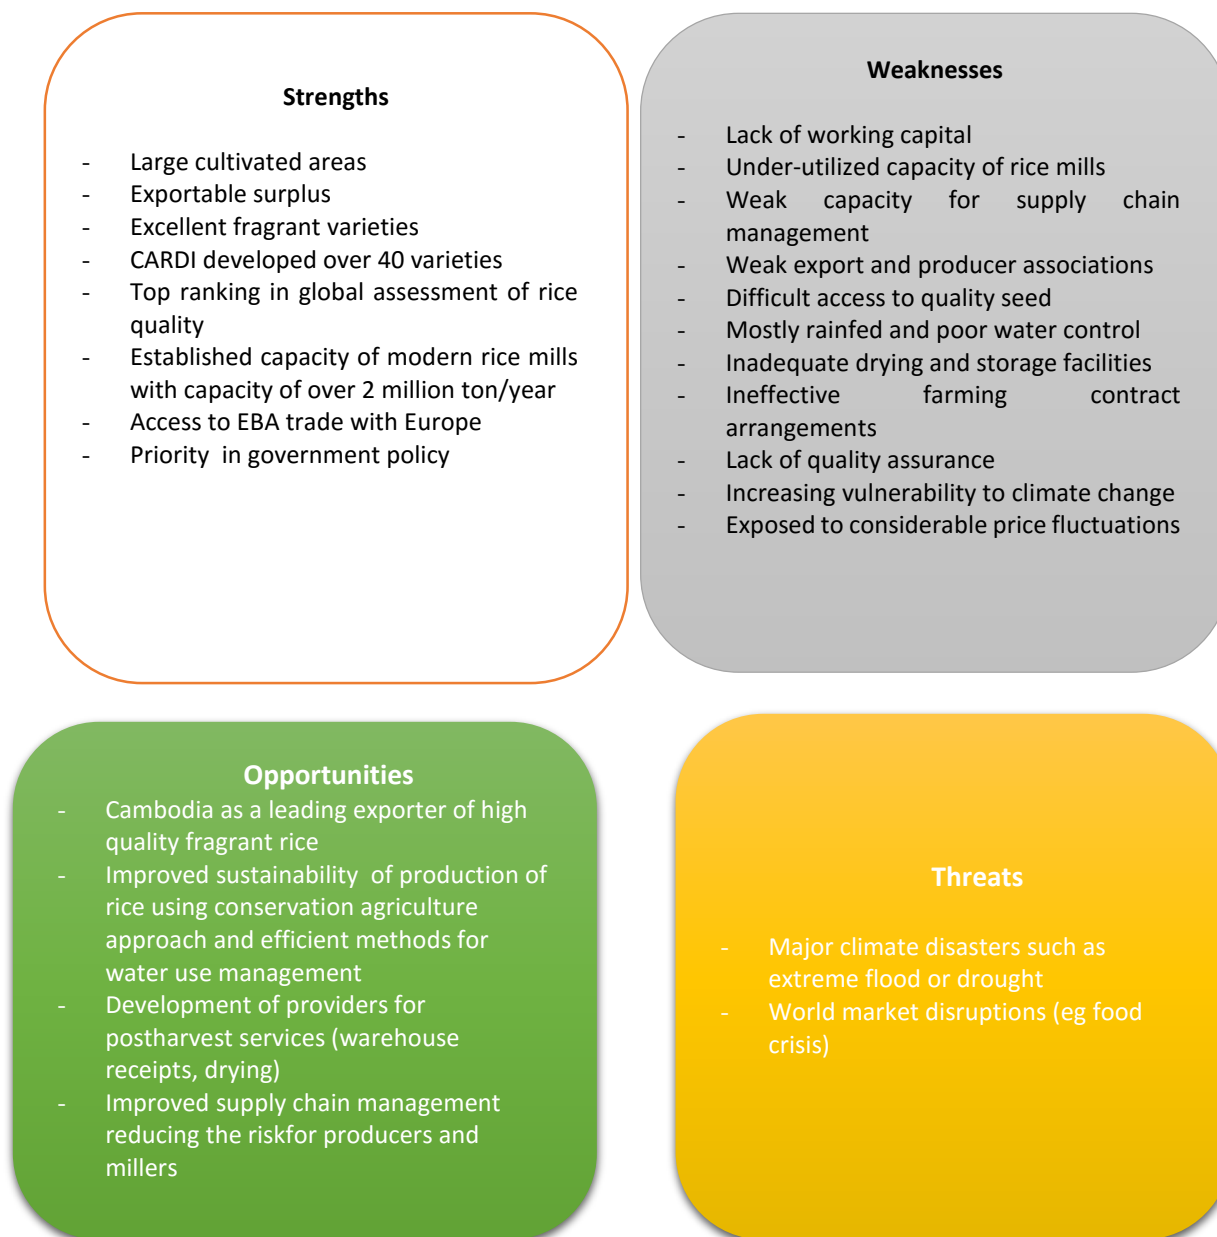 Strengths
- Large cultivated areas
- Exportable surplus
- Excellent fragrant varieties
- CARDI developed over 40 varieties
- Top ranking in global assessment of rice
quality
- Established capacity of modern rice mills
with capacity of over 2 million ton/year
- Access to EBA trade with Europe
- Priority in government policy
Weaknesses
- Lack of working capital
- Under-utilized capacity of rice mills
- Weak capacity for supply chain
management
- Weak export and producer associations
- Difficult access to quality seed
- Mostly rainfed and poor water control
- Inadequate drying and storage facilities
- Ineffective farming contract
arrangements
- Lack of quality assurance
- Increasing vulnerability to climate change
- Exposed to considerable price fluctuations
Opportunities
- Cambodia as a leading exporter of high
quality fragrant rice
- Improved sustainability of production of
rice using conservation agriculture
approach and efficient methods for
water use management
- Development of providers for
postharvest services (warehouse
receipts, drying)
- Improved supply chain management
reducing the riskfor producers and
millers
Threats
- Major climate disasters such as
extreme flood or drought
- World market disruptions (eg food
crisis)